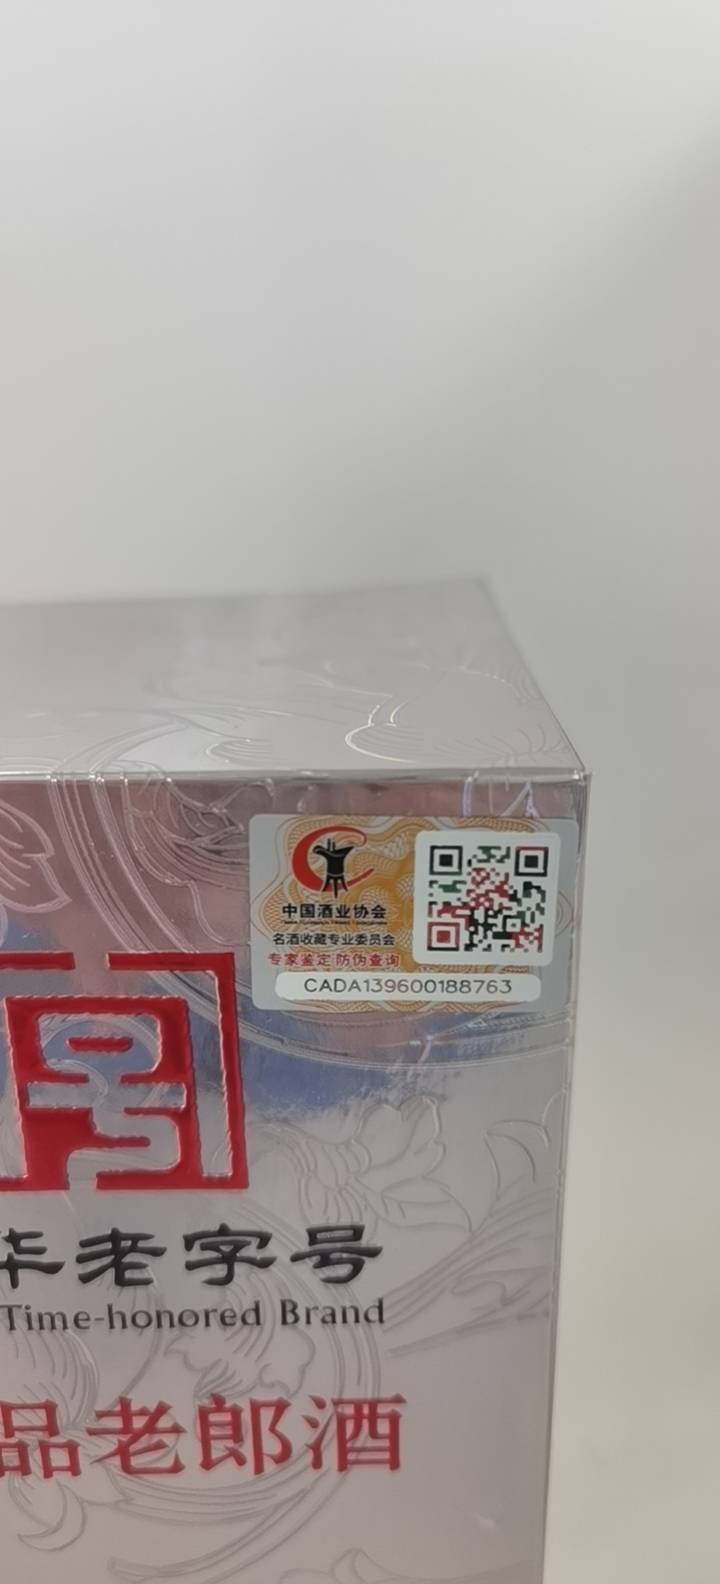 中国酒业协会
名酒收藏专业委员会
专家鉴定 防伪查询
CADA139600188763
号
华老字号
Time-honored Brand
品老郎酒